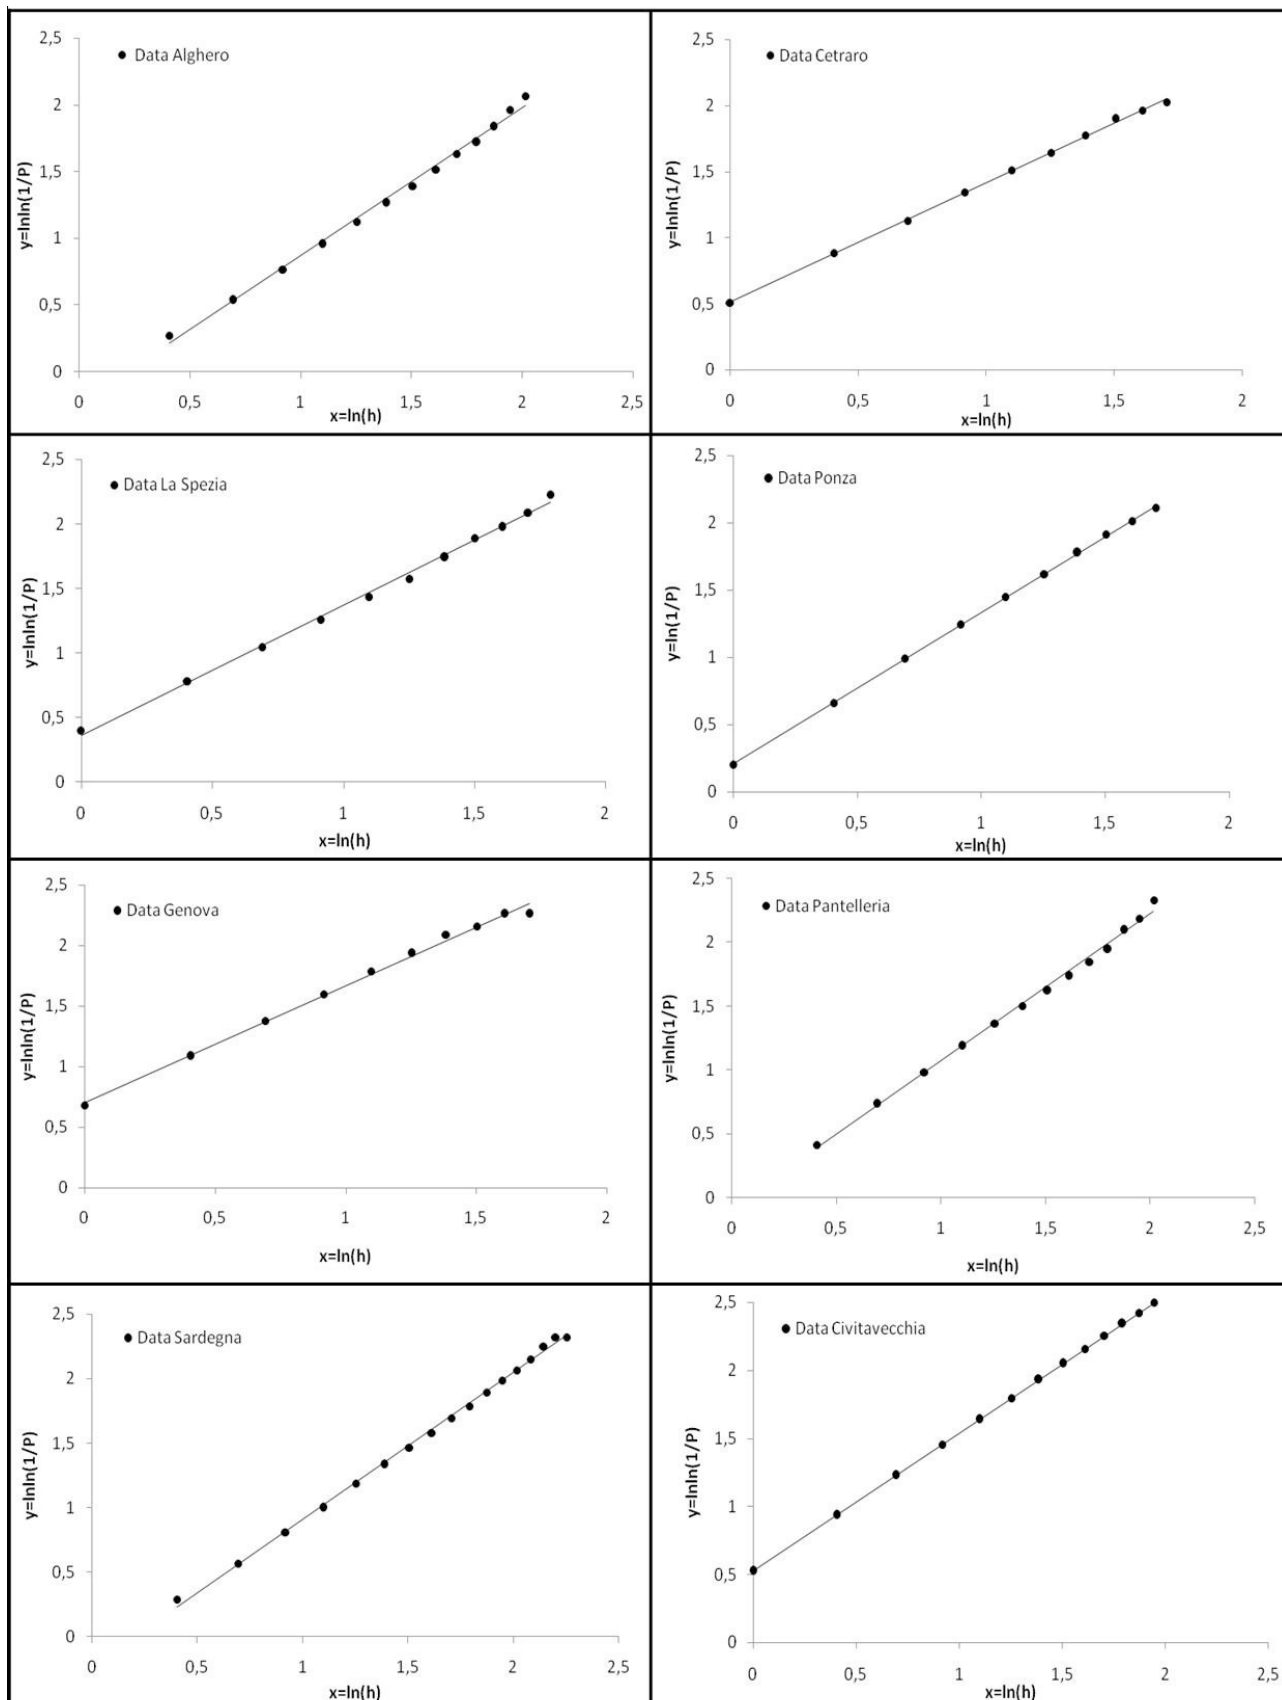 Data Alghero
y=lnln(1/P)
2,5
2
1,5
1
0,5
0
0 0,5 1 1,5 2 2,5
x=ln(h)
Data Cetraro
y=lnln(1/P)
2,5
2
1,5
1
0,5
0
0 0,5 1 1,5 2
x=ln(h)
Data La Spezia
y=lnln(1/P)
2,5
2
1,5
1
0,5
0
0 0,5 1 1,5 2
x=ln(h)
Data Ponza
y=ln(1/P)
2,5
2
1,5
1
0,5
0
0 0,5 1 1,5 2
x=ln(h)
Data Genova
y=lnln(1/P)
2,5
2
1,5
1
0,5
0
0 0,5 1 1,5 2
x=ln(h)
Data Pantelleria
y=lnln(1/P)
2,5
2
1,5
1
0,5
0
0 0,5 1 1,5 2 2,5
x=ln(h)
Data Sardegna
y=lnln(1/P)
2,5
2
1,5
1
0,5
0
0 0,5 1 1,5 2 2,5
x=ln(h)
Data Civitavecchia
y=lnln(1/P)
2,5
2
1,5
1
0,5
0
0 0,5 1 1,5 2 2,5
x=ln(h)